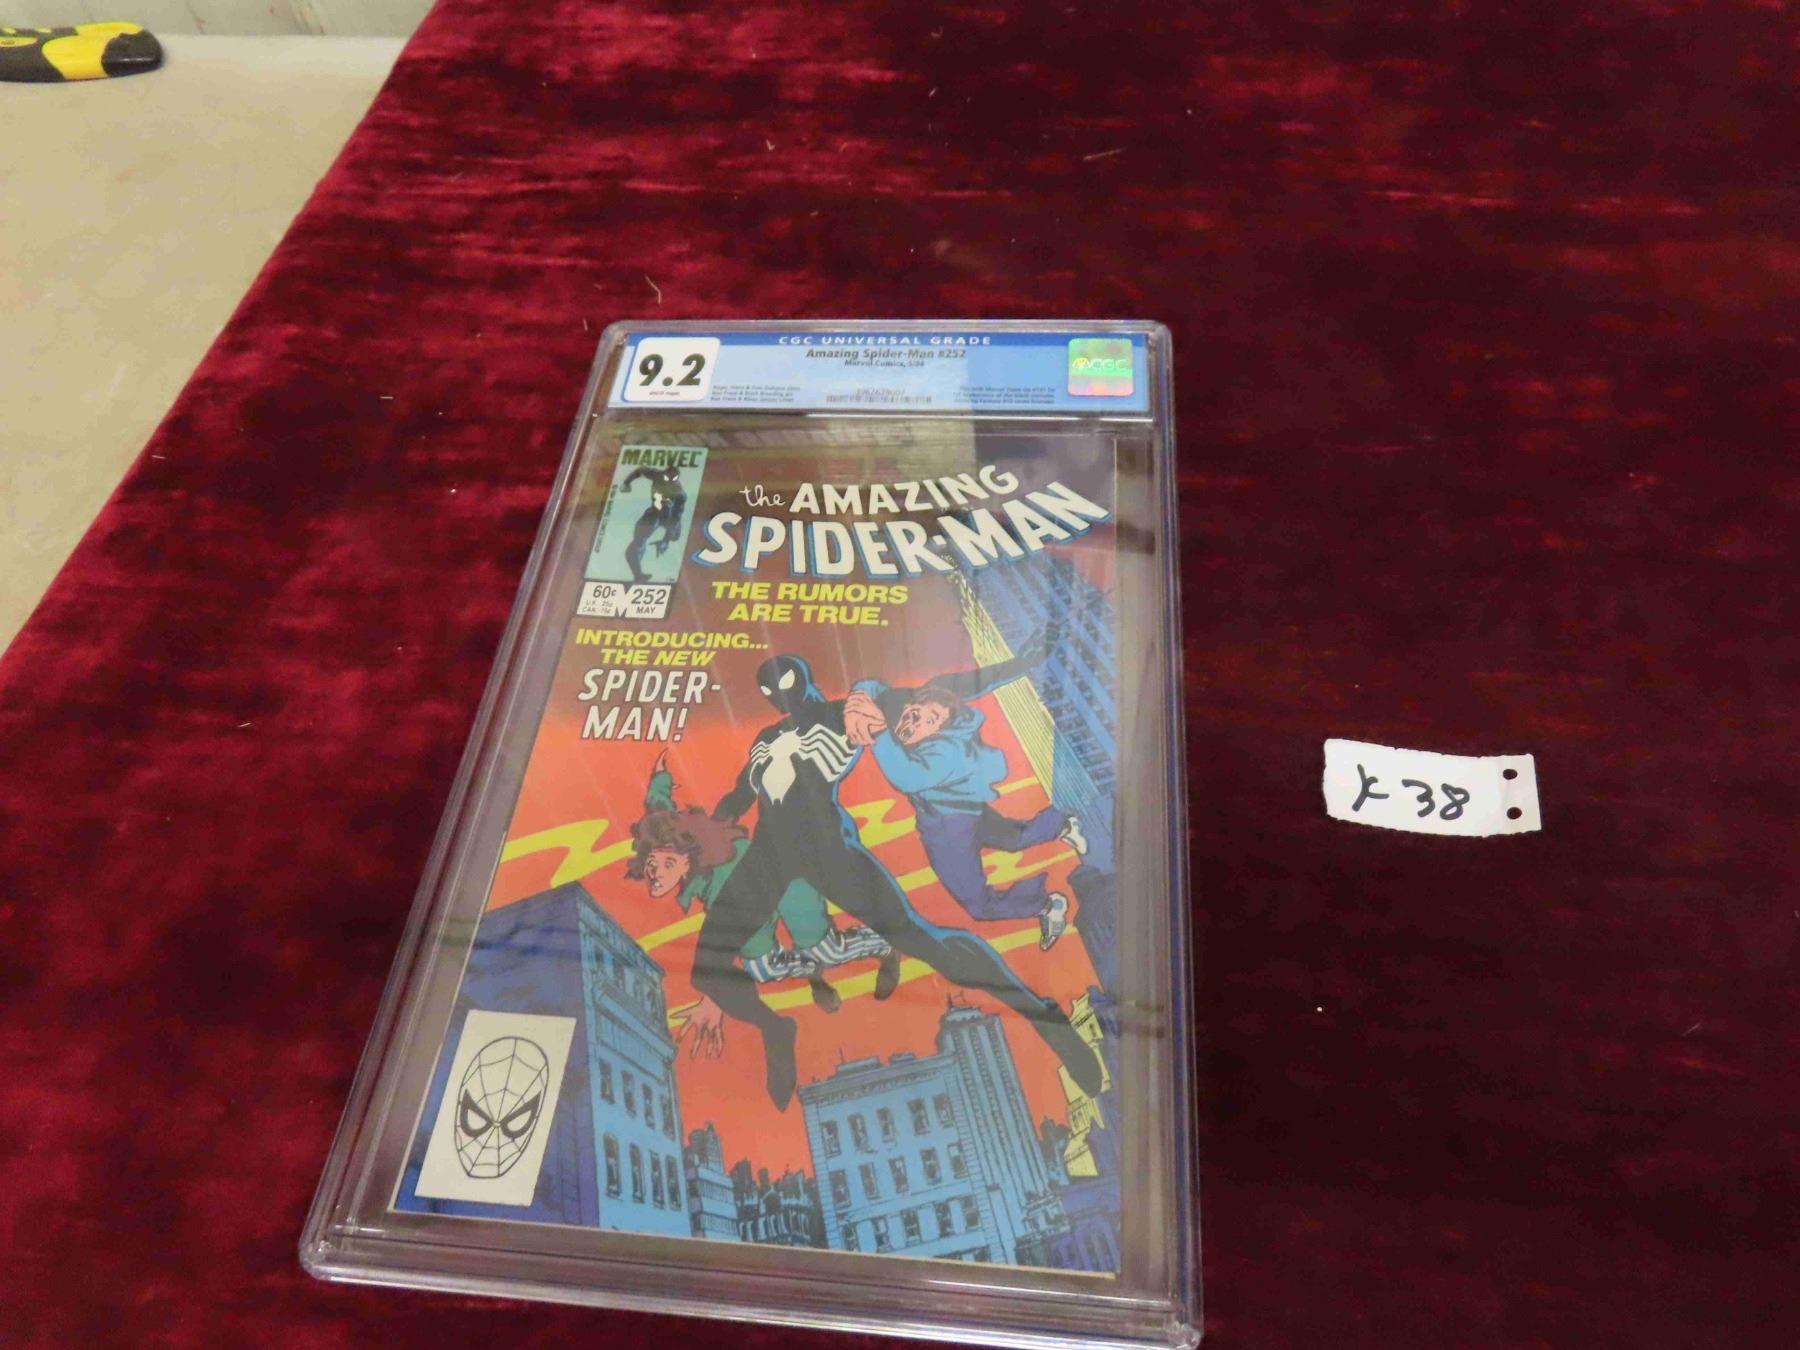 CGC UNIVERSAL GRADE
9.2
Amazing Spider-Man #252
Marvel Comics, 5/84
CGC
MARVEL
the AMAZING
SPIDER-MAN
60¢ 252
MAY
THE RUMORS
ARE TRUE.
INTRODUCING...
THE NEW
SPIDER-
MAN!
K 38